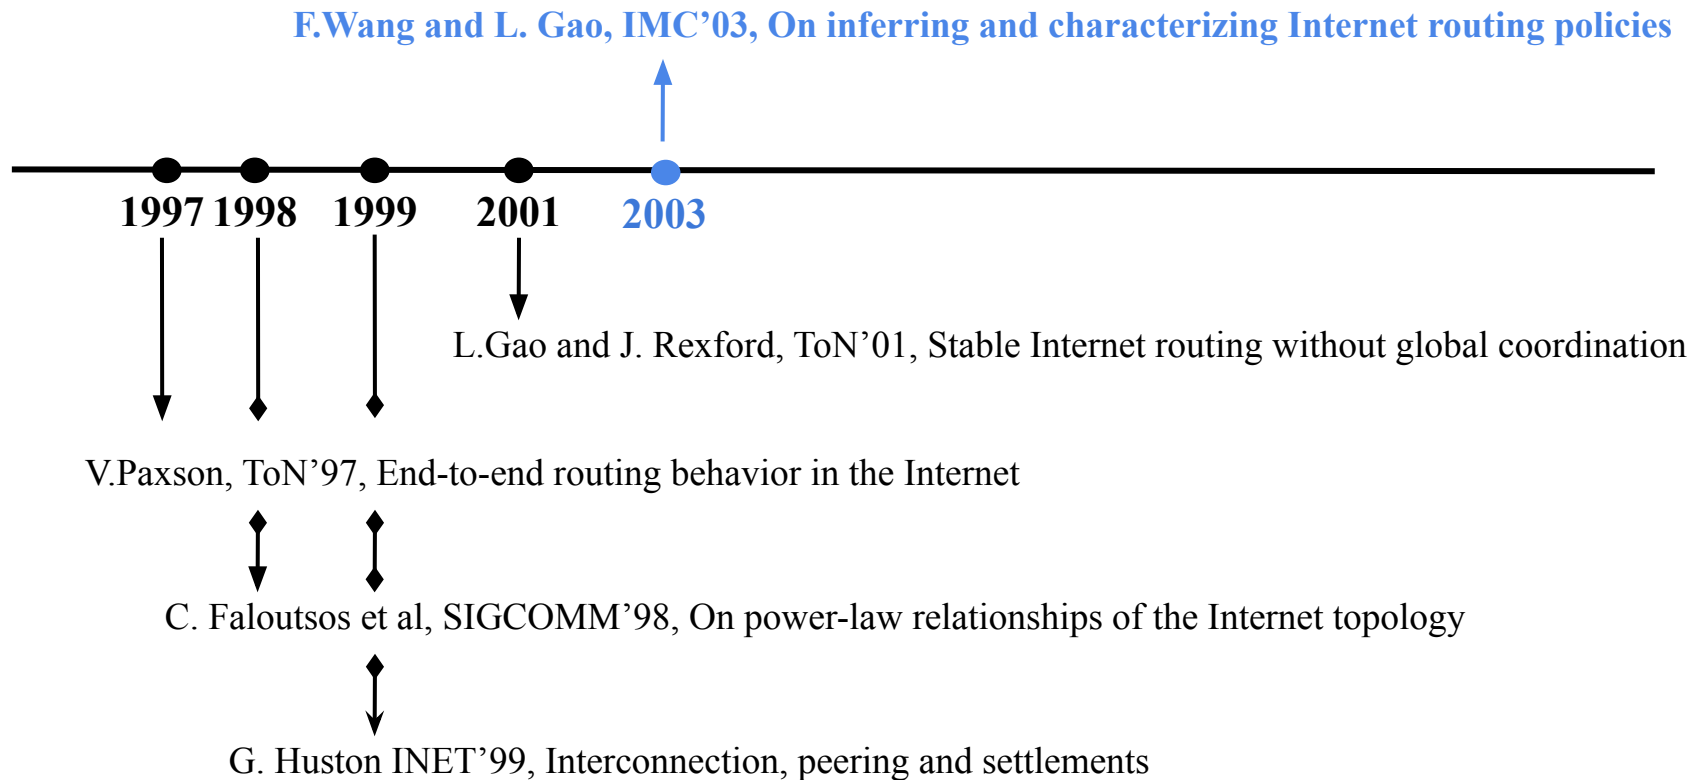 F.Wang and L. Gao, IMC’03, On inferring and characterizing Internet routing policies
1997 1998 1999 2001 2003
L.Gao and J. Rexford, ToN’01, Stable Internet routing without global coordination
V.Paxson, ToN’97, End-to-end routing behavior in the Internet
C. Faloutsos et al, SIGCOMM’98, On power-law relationships of the Internet topology
G. Huston INET’99, Interconnection, peering and settlements